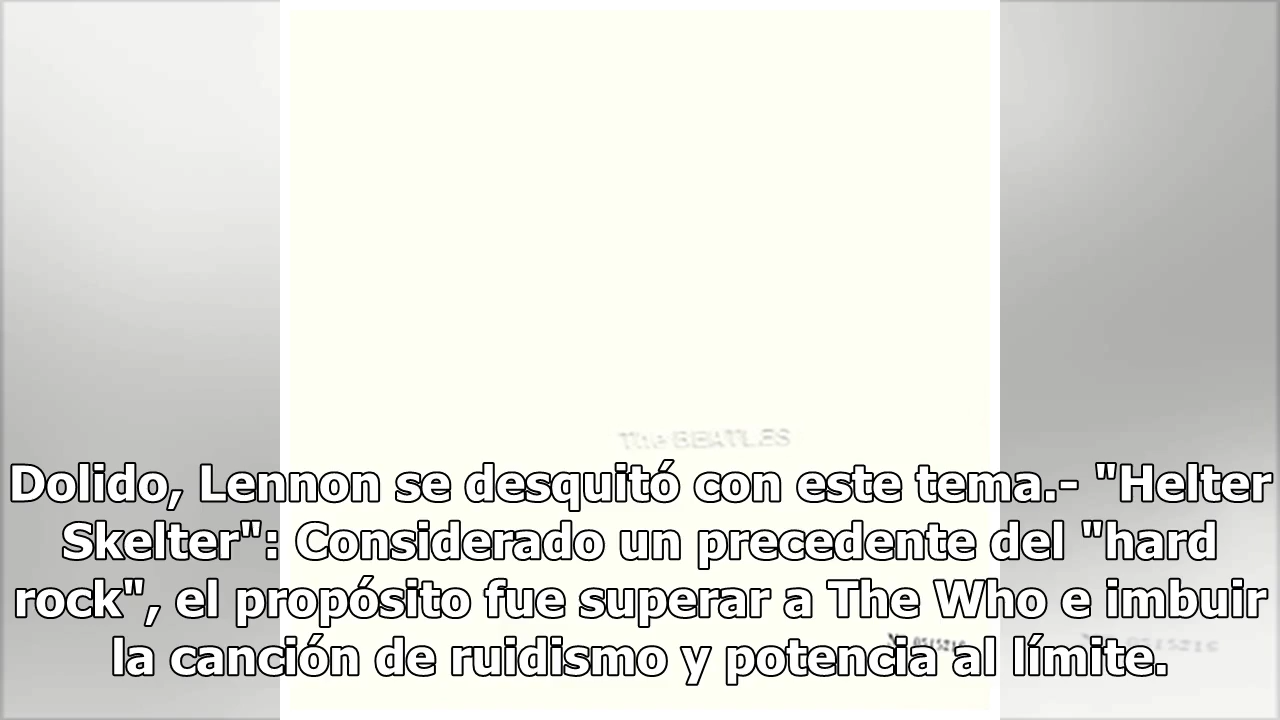 The BEATLES
Dolido, Lennon se desquitó con este tema.- "Helter
Skelter": Considerado un precedente del "hard
rock", el propósito fue superar a The Who e imbuir
la canción de ruidismo y potencia al límite.